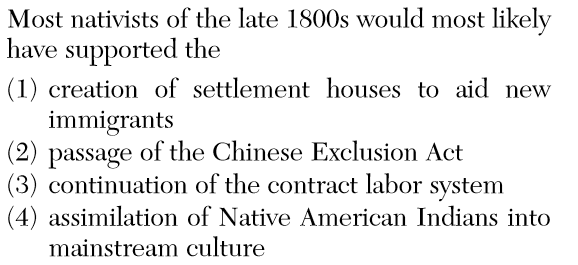 Most nativists of the late 1800s would most likely
have supported the
(1) creation of settlement houses to aid new
immigrants
(2) passage of the Chinese Exclusion Act
(3) continuation of the contract labor system
(4) assimilation of Native American Indians into
mainstream culture